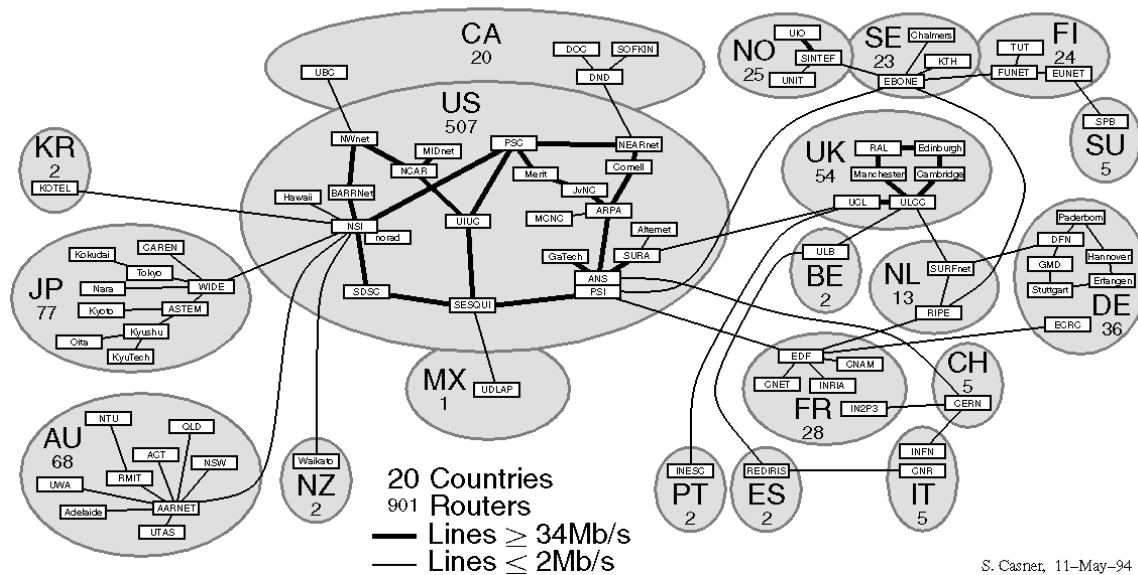 CA
20
UBC
DOC
SOFKIN
DND
US
507
NWnet
MIDnet
NCAR
PSC
NEARnet
Cornell
Merit
JvNC
BARRNet
Hawaii
NSI
norad
UIUC
MCNC
ARPA
Alternet
SURA
GaTech
ANS
PSI
SDSC
SESQUI
KR
2
KOTEL
JP
77
Kokudai
CAREN
Tokyo
Nara
WIDE
Kyoto
ASTEM
Kyushu
Oita
KyuTech
AU
68
NTU
QLD
ACT
NSW
RMIT
UWA
Adelaide
AARNET
UTAS
MX
1
UDLAP
Waikato
NZ
2
NO
25
UIO
SINTEF
UNIT
SE
23
Chalmers
KTH
EBONE
FI
24
TUT
FUNET
EUNET
SPB
SU
5
UK
54
RAL
Edinburgh
Manchester
Cambridge
UCL
ULCC
ULB
BE
2
NL
13
SURFnet
RIPE
Paderborn
DFN
GMD
Hannover
Stuttgart
Erlangen
DE
36
ECRC
EDF
CNAM
CNET
INRIA
FR
28
IN2P3
CH
5
CERN
INFN
CNR
IT
5
INESC
PT
2
REDIRIS
ES
2
20 Countries
901 Routers
Lines ≥ 34Mb/s
Lines ≤ 2Mb/s
S. Casner, 11–May–94